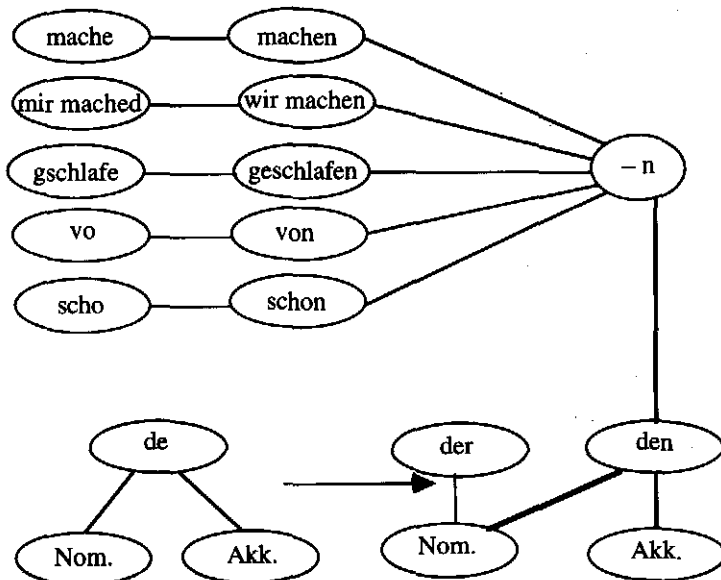 mache machen
mir mached wir machen
gschlafe geschlafen
– n
vo von
scho schon
de der den
Nom. Akk. Nom. Akk.